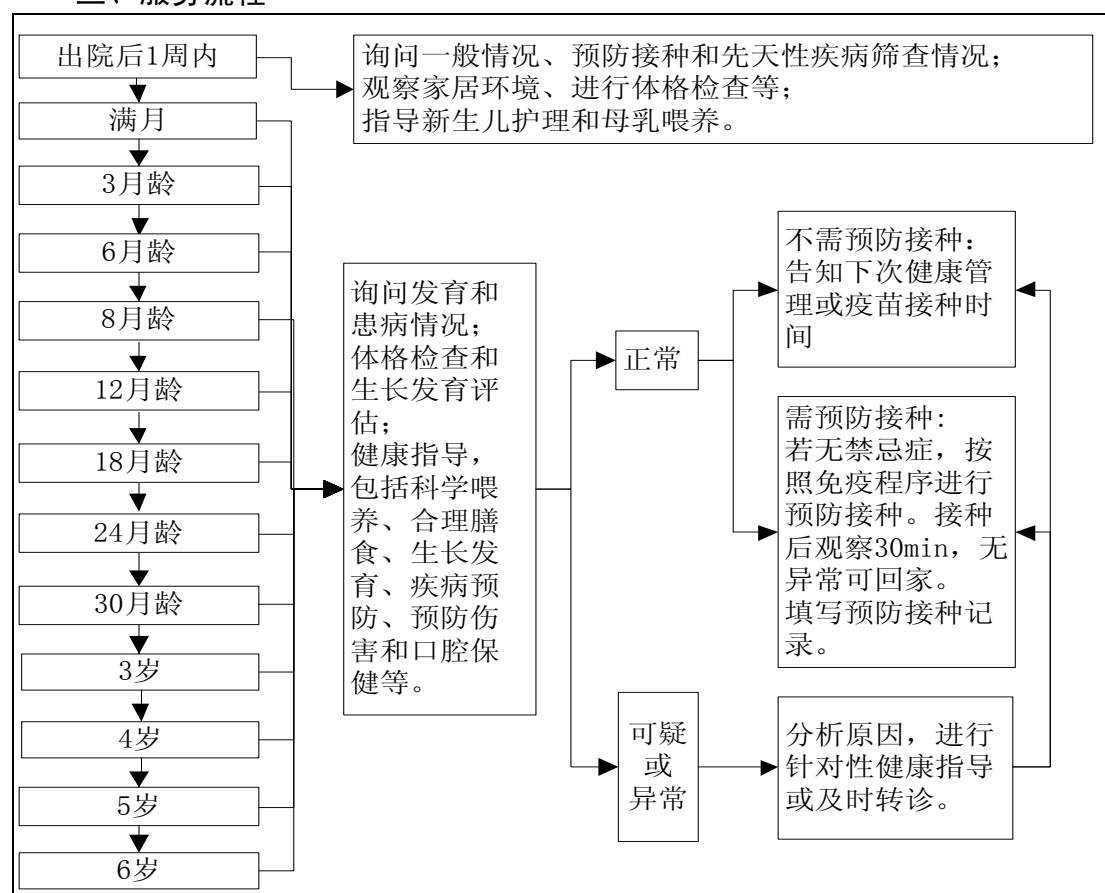 出院后1周内
满月
3月龄
6月龄
8月龄
12月龄
18月龄
24月龄
30月龄
3岁
4岁
5岁
6岁
询问一般情况、预防接种和先天性疾病筛查情况;
观察家居环境、进行体格检查等;
指导新生儿护理和母乳喂养。
询问发育和
患病情况;
体格检查和
生长发育评
估;
健康指导,
包括科学喂
养、合理膳
食、生长发
育、疾病预
防、预防伤
害和口腔保
健等。
正常
可疑
或
异常
不需预防接种:
告知下次健康管
理或疫苗接种时
间
需预防接种:
若无禁忌症，按
照免疫程序进行
预防接种。接种
后观察30min，无
异常可回家。
填写预防接种记
录。
分析原因，进行
针对性健康指导
或及时转诊。